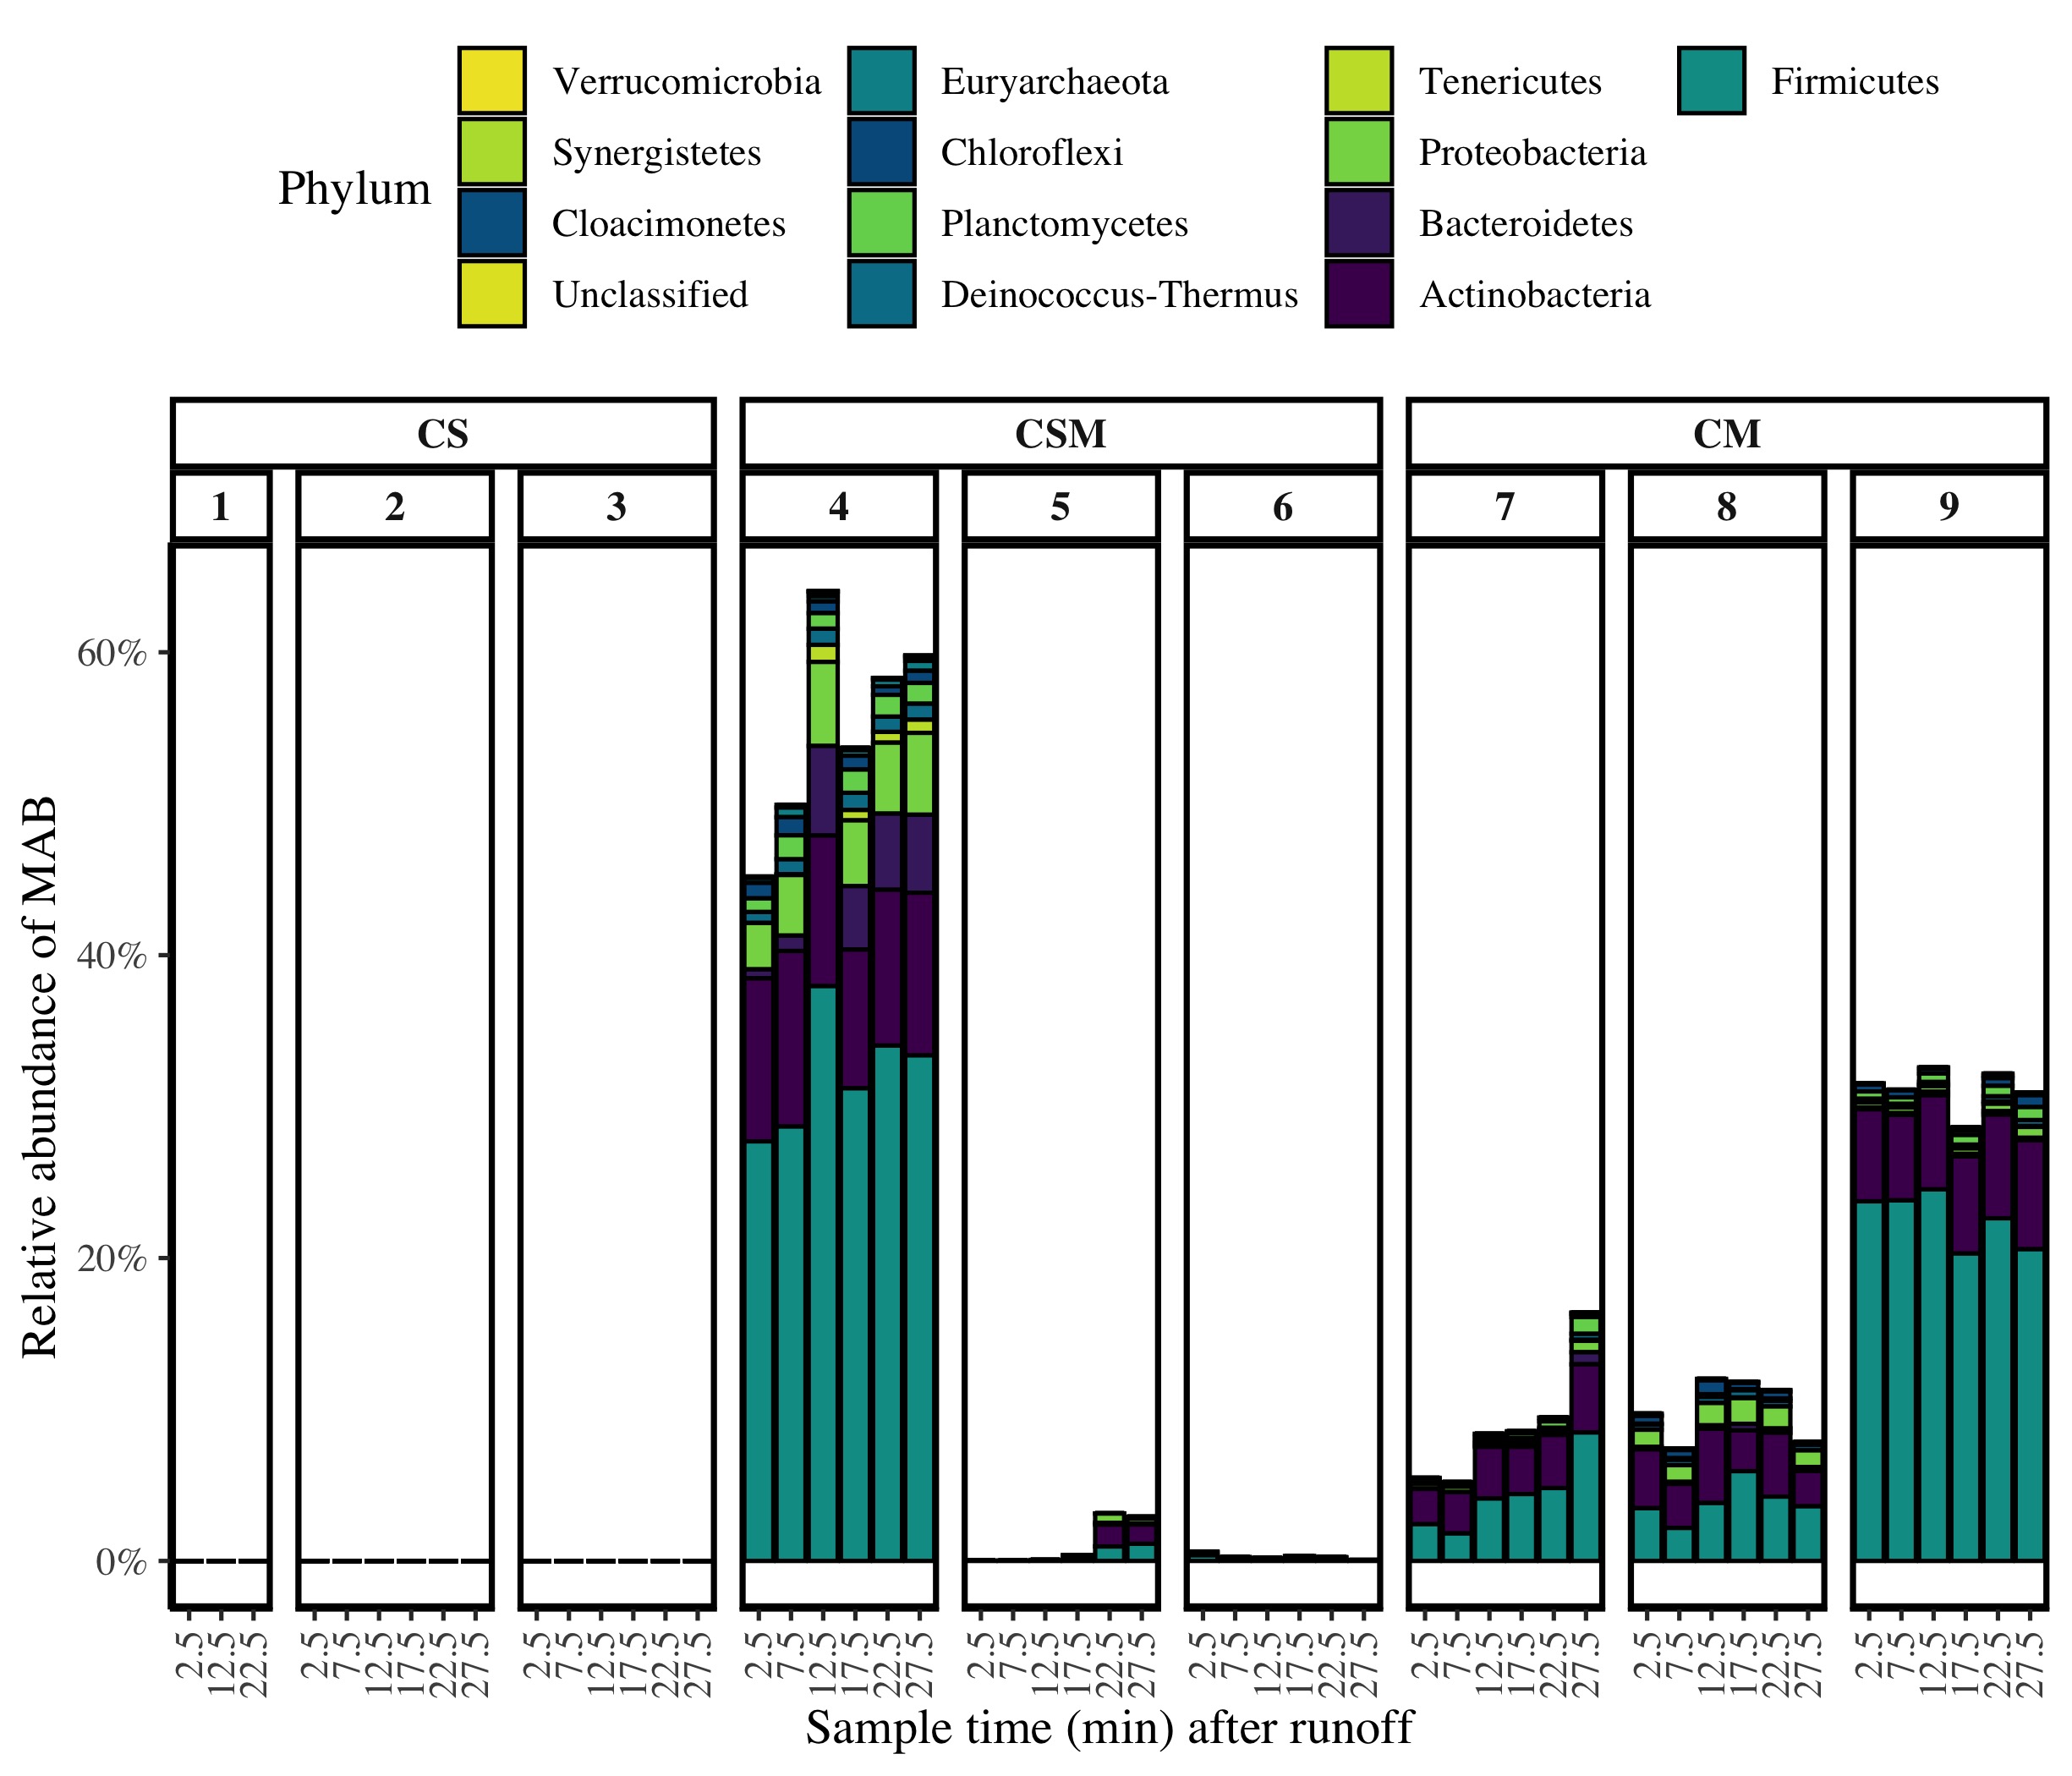 Phylum
Verrucomicrobia Euryarchaeota Tenericutes Firmicutes
Synergistetes Chloroflexi Proteobacteria
Cloacimonetes Planctomycetes Bacteroidetes
Unclassified Deinococcus-Thermus Actinobacteria
CS CSM CM
1 2 3 4 5 6 7 8 9
Relative abundance of MAB
60%
40%
20%
0%
2.5 12.5 22.5 2.5 7.5 12.5 17.5 22.5 27.5 2.5 7.5 12.5 17.5 22.5 27.5 2.5 7.5 12.5 17.5 22.5 27.5 2.5 7.5 12.5 17.5 22.5 27.5 2.5 7.5 12.5 17.5 22.5 27.5 2.5 7.5 12.5 17.5 22.5 27.5 2.5 7.5 12.5 17.5 22.5 27.5 2.5 7.5 12.5 17.5 22.5 27.5
Sample time (min) after runoff